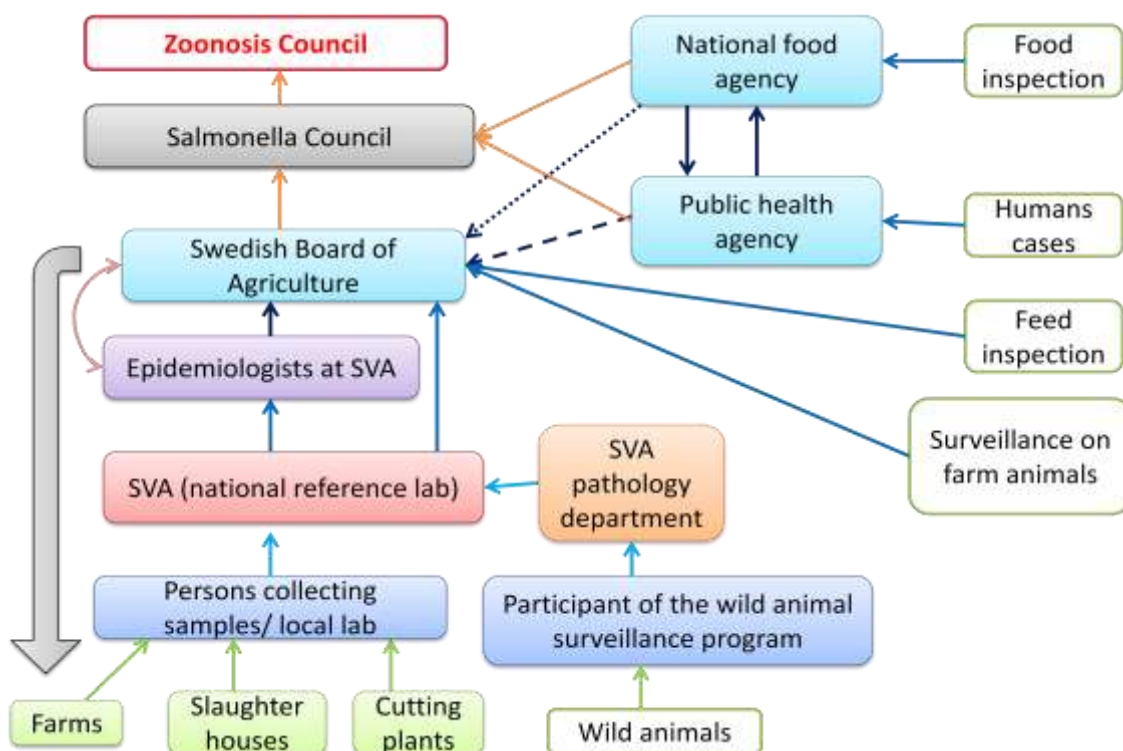 Zoonosis Council
National food
agency
Food
inspection
Salmonella Council
Public health
agency
Humans
cases
Swedish Board of
Agriculture
Feed
inspection
Epidemiologists at SVA
Surveillance on
farm animals
SVA (national reference lab)
SVA
pathology
department
Persons collecting
samples/ local lab
Participant of the wild animal
surveillance program
Farms
Slaughter
houses
Cutting
plants
Wild animals